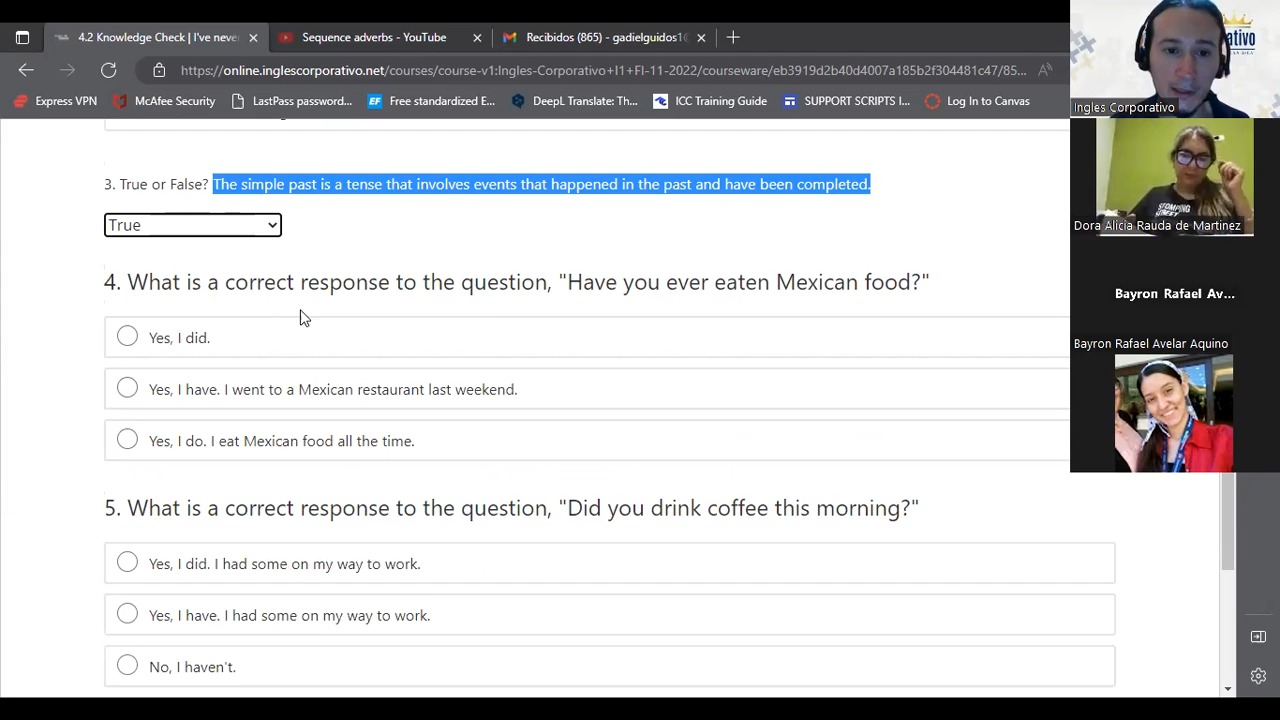 4.2 Knowledge Check | I've never
Sequence adverbs - YouTube
Recibidos (865) - gadielguidos1
https://online.inglescorporativo.net/courses/course-v1:Ingles-Corporativo+I1+FI-11-2022/courseware/eb3919d2b40d4007a185b2f304481c47/85...
Express VPN
McAfee Security
LastPass password...
Free standardized E...
DeepL Translate: Th...
ICC Training Guide
SUPPORT SCRIPTS I...
Log In to Canvas
3. True or False? The simple past is a tense that involves events that happened in the past and have been completed.
True
4. What is a correct response to the question, "Have you ever eaten Mexican food?"
Yes, I did.
Yes, I have. I went to a Mexican restaurant last weekend.
Yes, I do. I eat Mexican food all the time.
5. What is a correct response to the question, "Did you drink coffee this morning?"
Yes, I did. I had some on my way to work.
Yes, I have. I had some on my way to work.
No, I haven't.
Ingles Corporativo
Dora Alicia Rauda de Martinez
Bayron Rafael Av...
Bayron Rafael Avelar Aquino